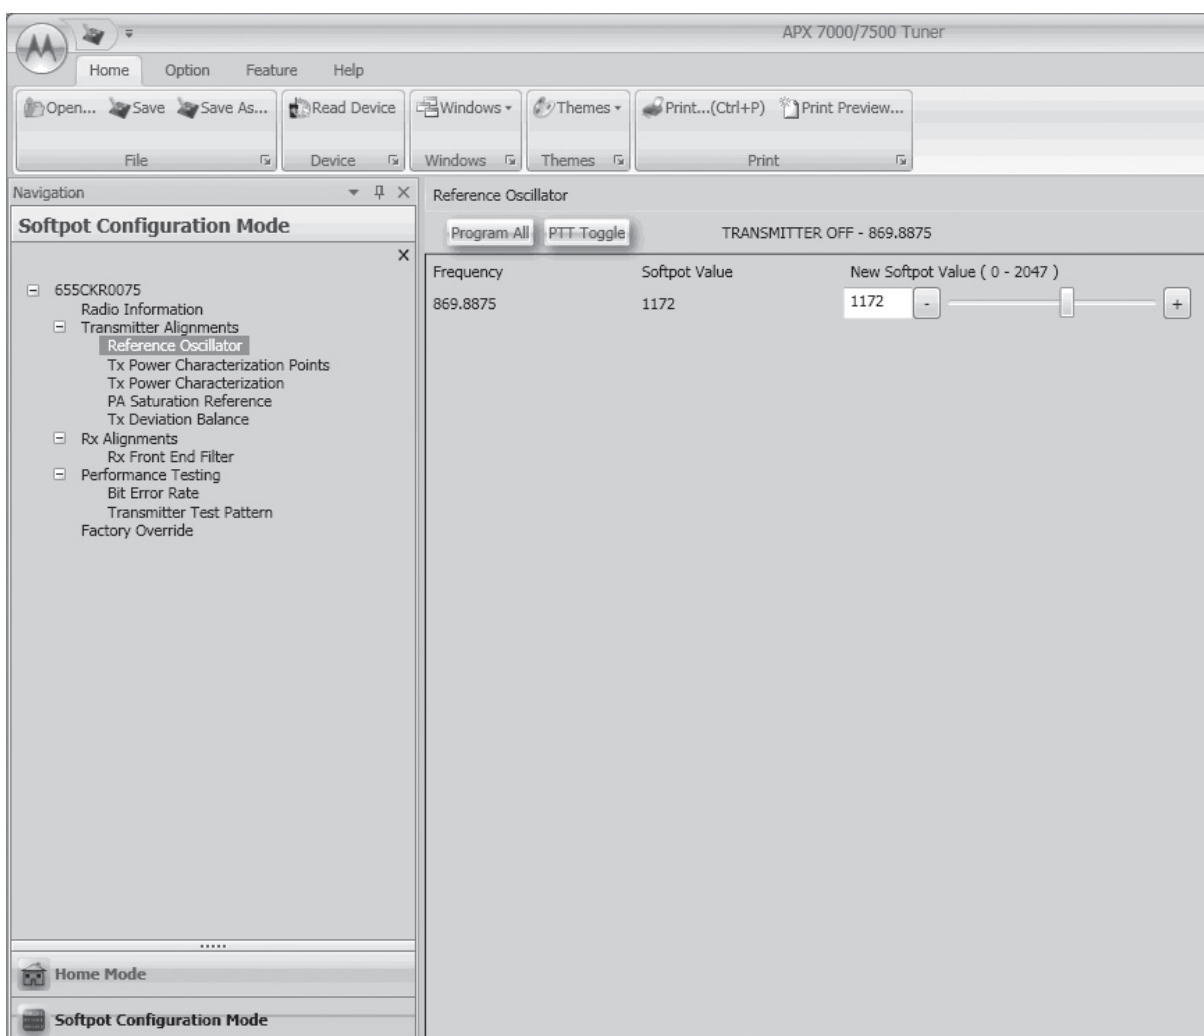 APX 7000/7500 Tuner
Home Option Feature Help
Open... Save Save As... Read Device Windows Themes Print...(Ctrl+P) Print Preview...
File Device Windows Themes Print
Navigation
Softpot Configuration Mode
655CKR0075
Radio Information
Transmitter Alignments
Reference Oscillator
Tx Power Characterization Points
Tx Power Characterization
PA Saturation Reference
Tx Deviation Balance
Rx Alignments
Rx Front End Filter
Performance Testing
Bit Error Rate
Transmitter Test Pattern
Factory Override
Home Mode
Softpot Configuration Mode
Reference Oscillator
Program All PTT Toggle TRANSMITTER OFF - 869.8875
Frequency Softpot Value New Softpot Value ( 0 - 2047 )
869.8875 1172 1172 - +